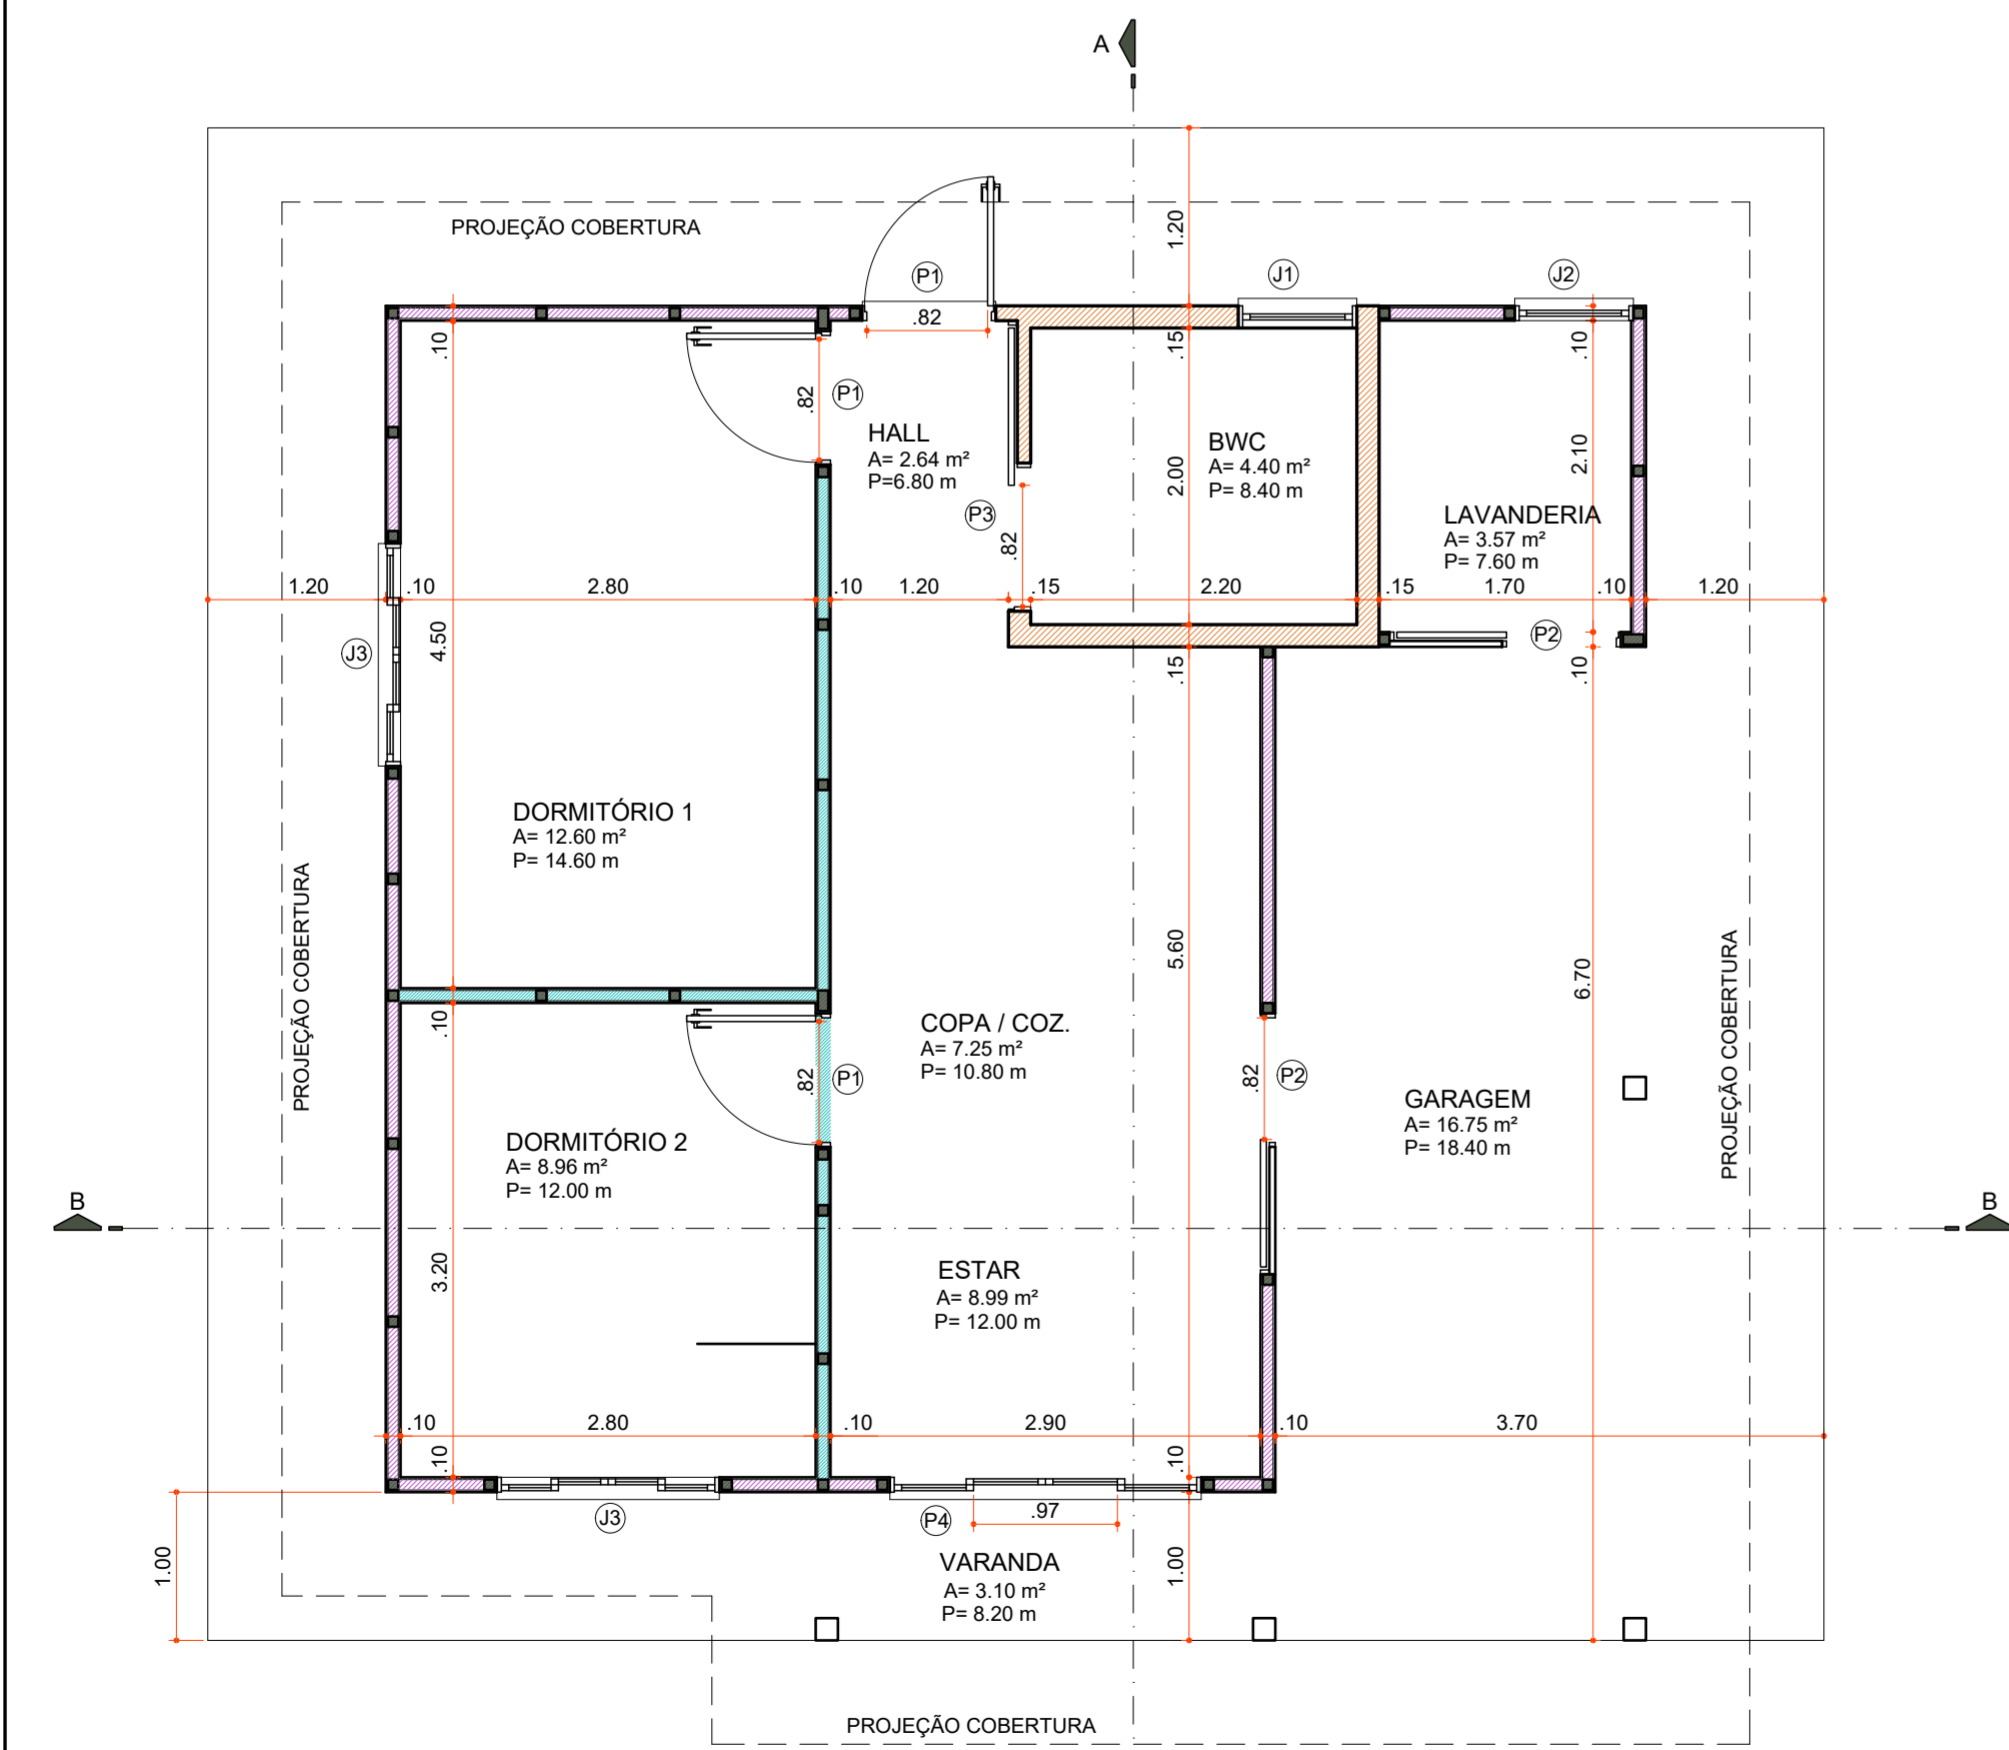 A
PROJEÇÃO COBERTURA
1.20
P1
J1
J2
.82
.10
.15
.10
.82
P1
HALL
A= 2.64 m²
P=6.80 m
BWC
A= 4.40 m²
P= 8.40 m
2.00
2.10
P3
.82
LAVANDERIA
A= 3.57 m²
P= 7.60 m
1.20
.10
2.80
.10
1.20
.15
2.20
.15
1.70
.10
1.20
J3
4.50
P2
.15
.10
DORMITÓRIO 1
A= 12.60 m²
P= 14.60 m
PROJEÇÃO COBERTURA
5.60
6.70
PROJEÇÃO COBERTURA
.10
COPA / COZ.
A= 7.25 m²
P= 10.80 m
.82
P1
.82
P2
GARAGEM
A= 16.75 m²
P= 18.40 m
DORMITÓRIO 2
A= 8.96 m²
P= 12.00 m
B
B
3.20
ESTAR
A= 8.99 m²
P= 12.00 m
.10
2.80
.10
2.90
.10
3.70
.10
.10
J3
P4
.97
1.00
VARANDA
A= 3.10 m²
P= 8.20 m
1.00
PROJEÇÃO COBERTURA